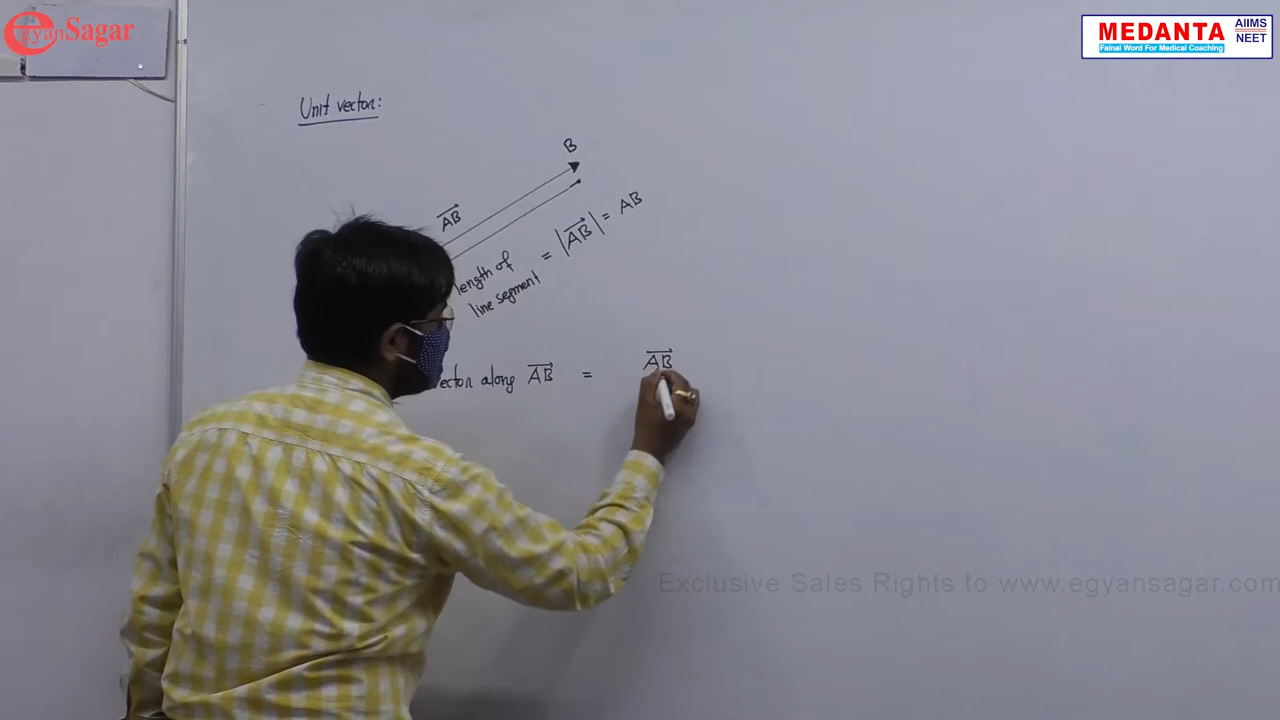 egyanSagar
MEDANTA
AIIMS
NEET
Fainal Word For Medical Coaching
Unit vector:
B
AB
length of
line segment
= |AB| = AB
vector along AB = AB
Exclusive Sales Rights to www.egyansagar.com